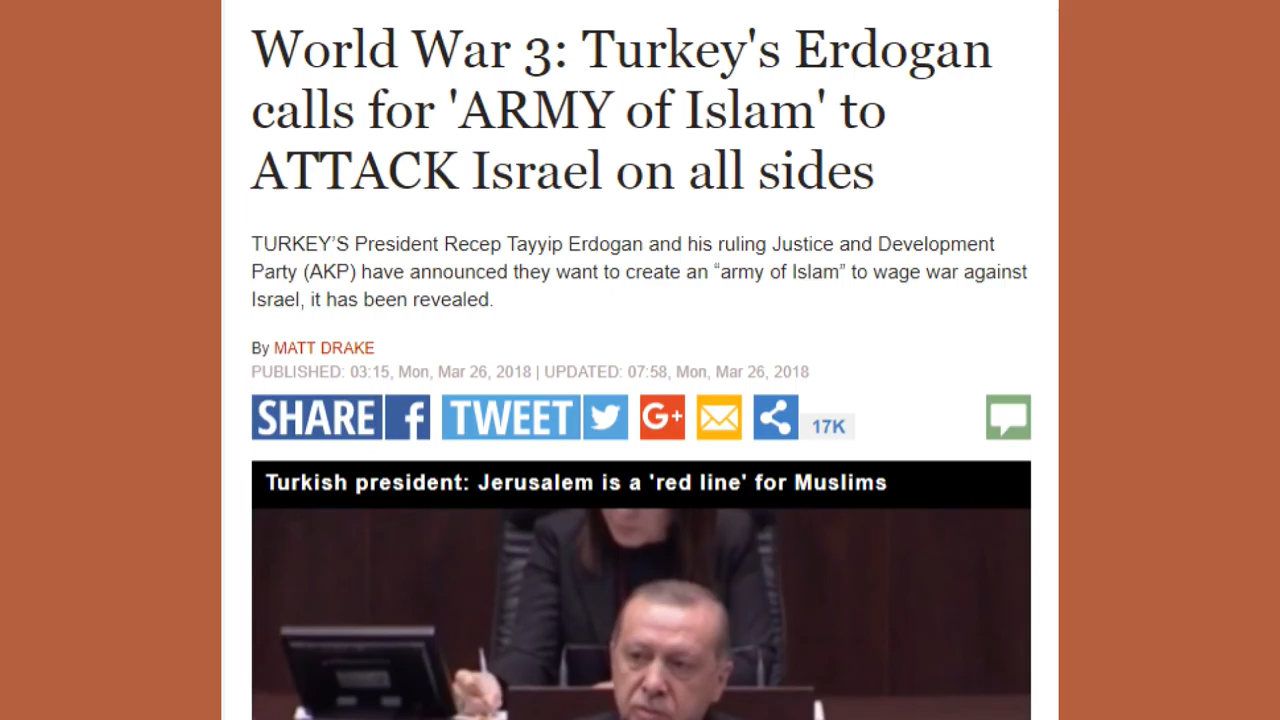 World War 3: Turkey's Erdogan
calls for 'ARMY of Islam' to
ATTACK Israel on all sides
TURKEY’S President Recep Tayyip Erdogan and his ruling Justice and Development
Party (AKP) have announced they want to create an “army of Islam” to wage war against
Israel, it has been revealed.
By MATT DRAKE
PUBLISHED: 03:15, Mon, Mar 26, 2018 | UPDATED: 07:58, Mon, Mar 26, 2018
SHARE f TWEET G+ 17K
Turkish president: Jerusalem is a 'red line' for Muslims